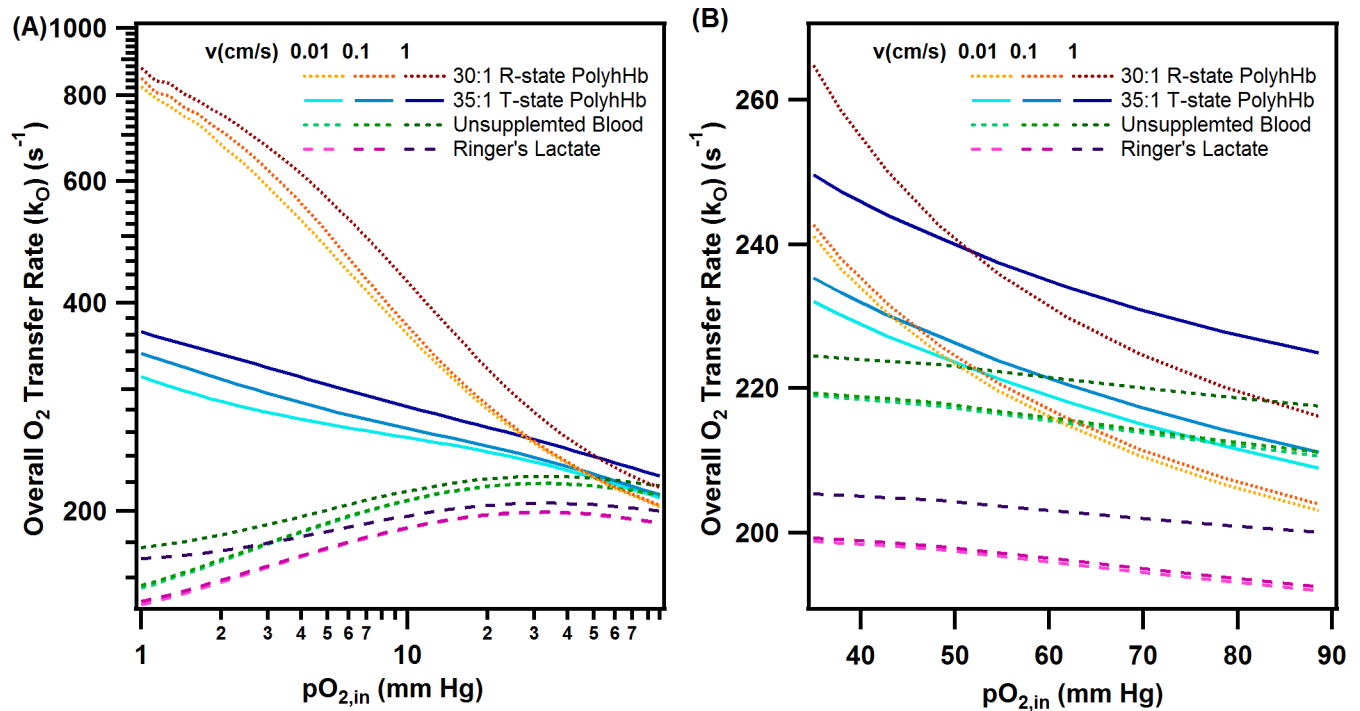 (A)
v(cm/s) 0.01 0.1 1
30:1 R-state PolyhHb
35:1 T-state PolyhHb
Unsupplemted Blood
Ringer's Lactate
1000
800
600
400
200
Overall O2 Transfer Rate (kO) (s-1)
1 2 3 4 5 6 7 10 2 3 4 5 6 7
pO2,in (mm Hg)
(B)
v(cm/s) 0.01 0.1 1
30:1 R-state PolyhHb
35:1 T-state PolyhHb
Unsupplemted Blood
Ringer's Lactate
260
240
220
200
Overall O2 Transfer Rate (kO) (s-1)
40 50 60 70 80 90
pO2,in (mm Hg)